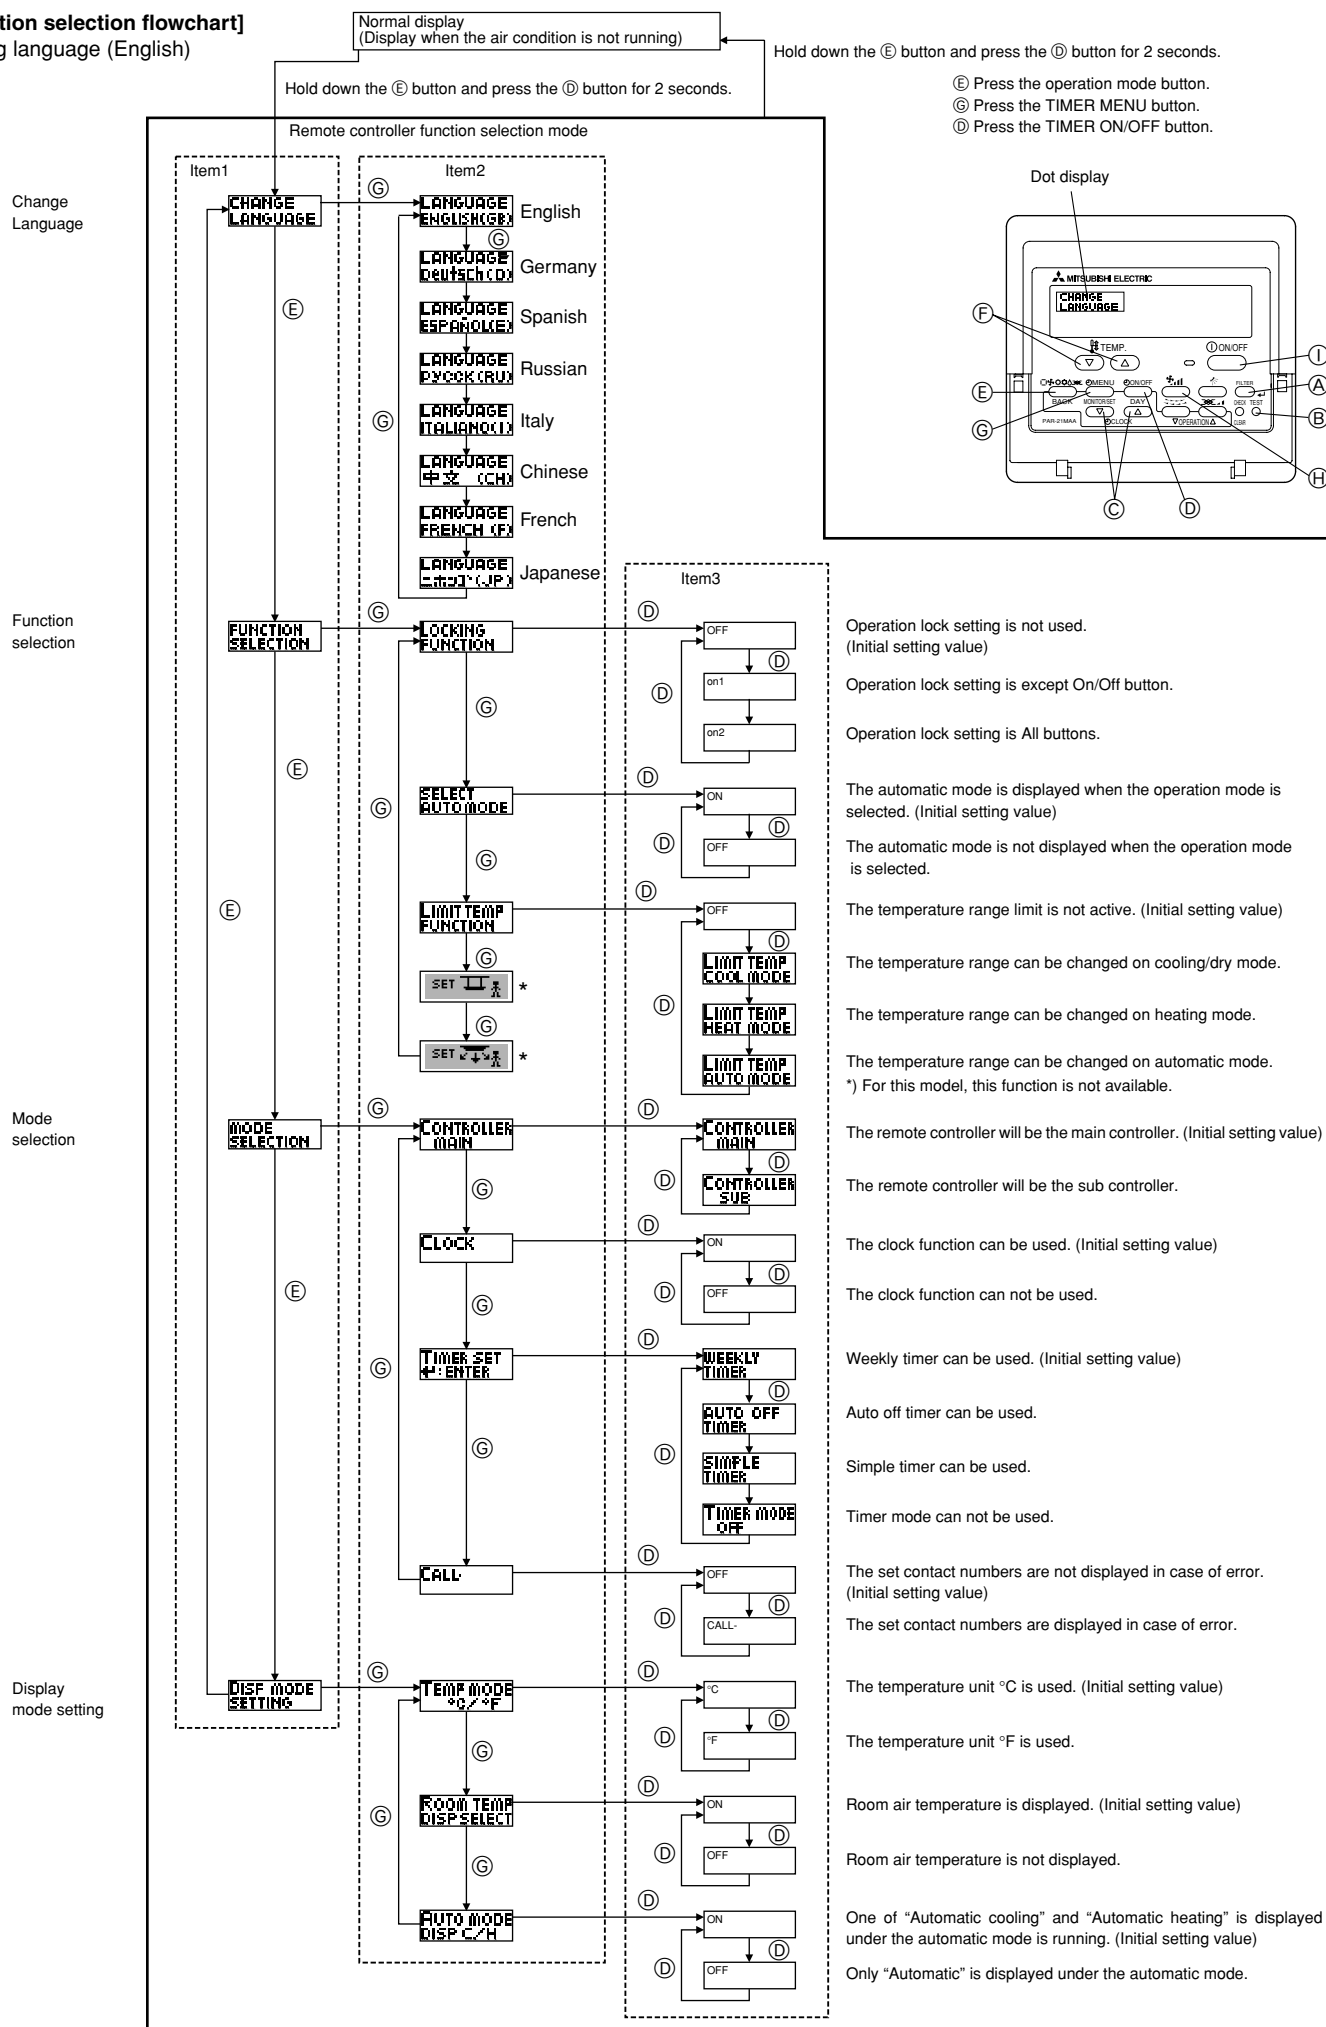 tion selection flowchart]
g language (English)
Normal display
(Display when the air condition is not running)
Hold down the Ⓔ button and press the Ⓓ button for 2 seconds.
Hold down the Ⓔ button and press the Ⓓ button for 2 seconds.
Ⓔ Press the operation mode button.
Ⓖ Press the TIMER MENU button.
Ⓓ Press the TIMER ON/OFF button.
Remote controller function selection mode
Item1
Item2
Dot display
Change
Language
CHANGE
LANGUAGE
Ⓖ
LANGUAGE
ENGLISH(GB)
English
Ⓖ
LANGUAGE
Deutsch(D)
Germany
LANGUAGE
ESPAÑOL(E)
Spanish
LANGUAGE
РУССК(RU)
Russian
LANGUAGE
ITALIANO(I)
Italy
LANGUAGE
中文 (CH)
Chinese
LANGUAGE
FRENCH (F)
French
LANGUAGE
ニホンゴ(JP)
Japanese
Ⓔ
Ⓖ
MITSUBISHI ELECTRIC
CHANGE
LANGUAGE
TEMP.
ON/OFF
MENU
ON/OFF
FILTER
BACK
MONITOR/SET
DAY
CHECK TEST
PAR-21MAA
CLOCK
▽OPERATION△
CLEAR
Ⓕ
Ⓔ
Ⓖ
Ⓒ
Ⓓ
Ⓘ
Ⓐ
Ⓑ
Ⓗ
Item3
Function
selection
FUNCTION
SELECTION
Ⓖ
LOCKING
FUNCTION
Ⓓ
OFF
Operation lock setting is not used.
(Initial setting value)
Ⓓ
Ⓓ
on1
Operation lock setting is except On/Off button.
Ⓖ
on2
Operation lock setting is All buttons.
Ⓔ
Ⓖ
SELECT
AUTO MODE
Ⓓ
ON
The automatic mode is displayed when the operation mode is
selected. (Initial setting value)
Ⓓ
Ⓓ
OFF
The automatic mode is not displayed when the operation mode
is selected.
Ⓖ
Ⓔ
LIMIT TEMP
FUNCTION
Ⓓ
OFF
The temperature range limit is not active. (Initial setting value)
Ⓖ
Ⓓ
SET
*
LIMIT TEMP
COOL MODE
The temperature range can be changed on cooling/dry mode.
Ⓖ
Ⓓ
LIMIT TEMP
HEAT MODE
The temperature range can be changed on heating mode.
SET
*
LIMIT TEMP
AUTO MODE
The temperature range can be changed on automatic mode.
*) For this model, this function is not available.
Mode
selection
MODE
SELECTION
Ⓖ
CONTROLLER
MAIN
Ⓓ
CONTROLLER
MAIN
The remote controller will be the main controller. (Initial setting value)
Ⓓ
Ⓓ
CONTROLLER
SUB
The remote controller will be the sub controller.
Ⓖ
CLOCK
Ⓓ
ON
The clock function can be used. (Initial setting value)
Ⓓ
Ⓔ
Ⓓ
OFF
The clock function can not be used.
Ⓖ
Ⓖ
TIMER SET
↵:ENTER
Ⓓ
WEEKLY
TIMER
Weekly timer can be used. (Initial setting value)
Ⓓ
AUTO OFF
TIMER
Auto off timer can be used.
Ⓖ
Ⓓ
SIMPLE
TIMER
Simple timer can be used.
TIMER MODE
OFF
Timer mode can not be used.
CALL-
Ⓓ
OFF
The set contact numbers are not displayed in case of error.
(Initial setting value)
Ⓓ
Ⓓ
CALL-
The set contact numbers are displayed in case of error.
Display
mode setting
DISP MODE
SETTING
Ⓖ
TEMP MODE
°C/°F
Ⓓ
°C
The temperature unit °C is used. (Initial setting value)
Ⓓ
Ⓓ
°F
The temperature unit °F is used.
Ⓖ
Ⓖ
ROOM TEMP
DISP SELECT
Ⓓ
ON
Room air temperature is displayed. (Initial setting value)
Ⓓ
Ⓓ
OFF
Room air temperature is not displayed.
Ⓖ
AUTO MODE
DISP C/H
Ⓓ
ON
One of “Automatic cooling” and “Automatic heating” is displayed
under the automatic mode is running. (Initial setting value)
Ⓓ
Ⓓ
OFF
Only “Automatic” is displayed under the automatic mode.